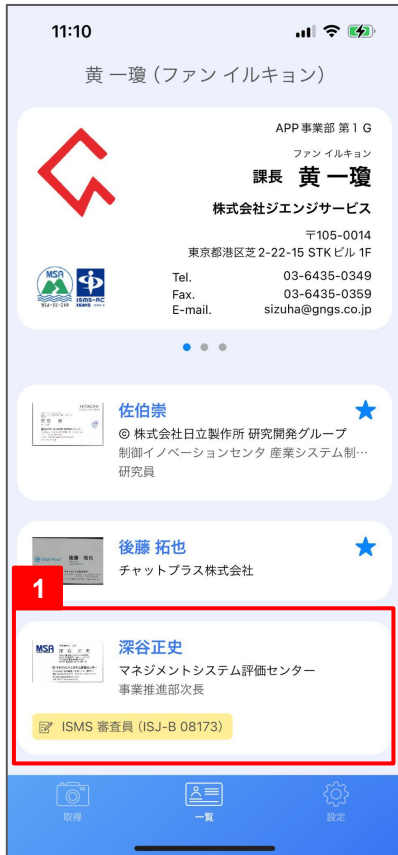 11:10
黄 一瓊（ファン イルキョン）
APP事業部 第1G
ファン イルキョン
課長 黄 一瓊
株式会社ジエンジサービス
〒105-0014
東京都港区芝2-22-15 STKビル 1F
Tel. 03-6435-0349
Fax. 03-6435-0359
E-mail. sizuha@gngs.co.jp
MSA
ISMS-AC
佐伯崇
◎ 株式会社日立製作所 研究開発グループ
制御イノベーションセンタ 産業システム制…
研究員
後藤 拓也
チャットプラス株式会社
1
MSA
深谷正史
マネジメントシステム評価センター
事業推進部次長
ISMS 審査員（ISJ-B 08173）
取得
一覧
設定